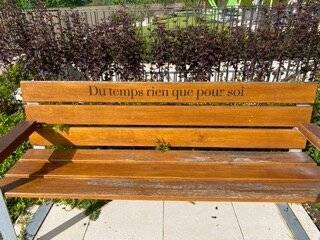 Du temps rien que pour soi